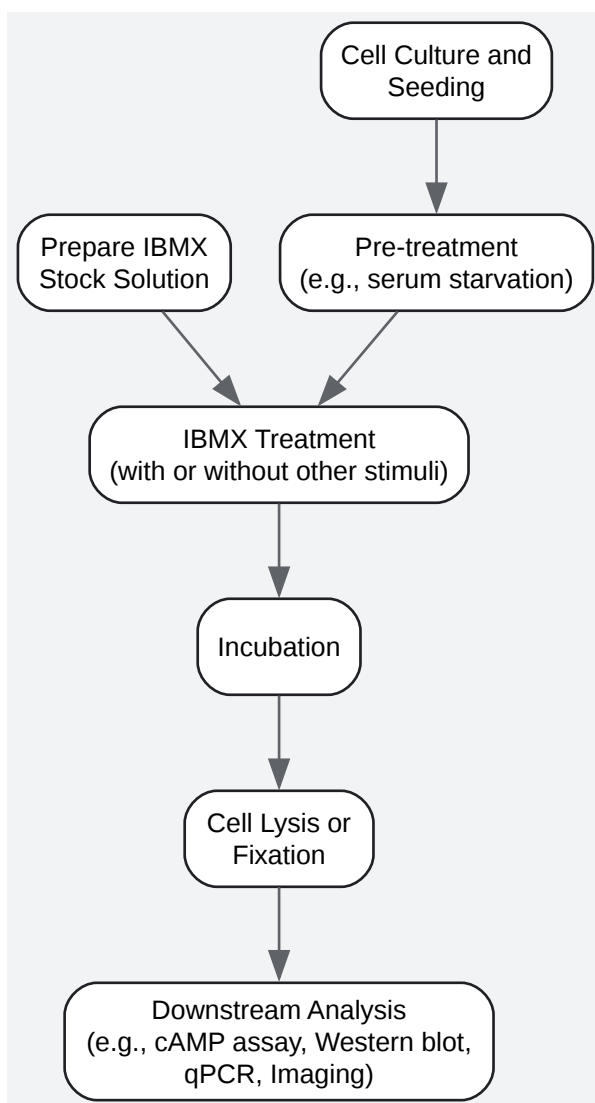 Cell Culture and
Seeding
Prepare IBMX
Stock Solution
Pre-treatment
(e.g., serum starvation)
IBMX Treatment
(with or without other stimuli)
Incubation
Cell Lysis or
Fixation
Downstream Analysis
(e.g., cAMP assay, Western blot,
qPCR, Imaging)